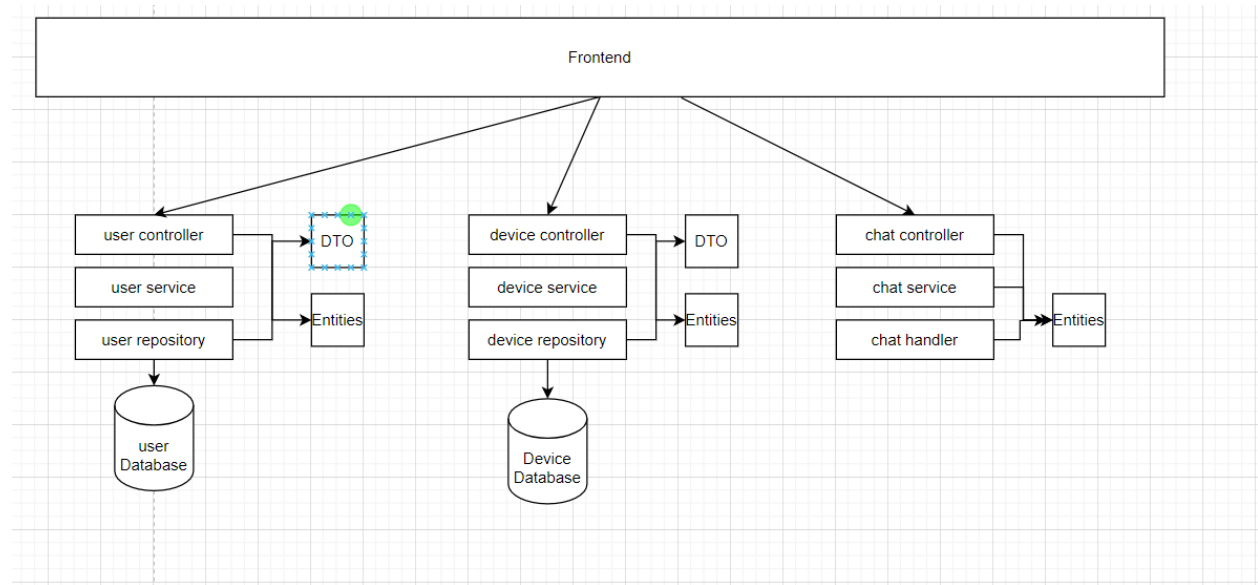 Frontend
user controller
DTO
device controller
DTO
chat controller
user service
device service
chat service
user repository
Entities
device repository
Entities
chat handler
Entities
user
Database
Device
Database